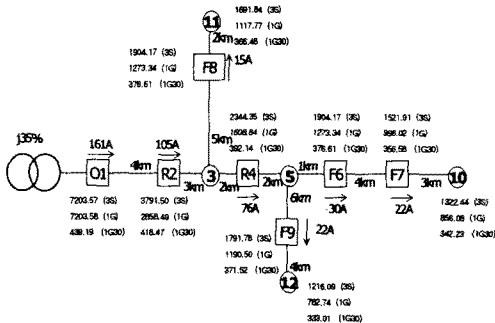 11
1691.84 (3S)
1117.77 (1G)
366.45 (1G30)
2km
1904.17 (3S)
1273.34 (1G)
378.61 (1G30)
F8
15A
5km
j35%
161A
O1
4km
7203.57 (3S)
7203.58 (1G)
439.19 (1G30)
105A
R2
3km
3791.50 (3S)
2858.49 (1G)
418.47 (1G30)
3
2km
2344.35 (3S)
1608.84 (1G)
392.14 (1G30)
R4
76A
2km
5
1km
1904.17 (3S)
1273.34 (1G)
378.61 (1G30)
F6
30A
4km
1521.91 (3S)
998.02 (1G)
358.58 (1G30)
F7
22A
3km
10
1322.44 (3S)
856.08 (1G)
342.23 (1G30)
6km
F9
22A
1791.78 (3S)
1190.50 (1G)
371.52 (1G30)
4km
12
1216.09 (3S)
782.74 (1G)
333.01 (1G30)